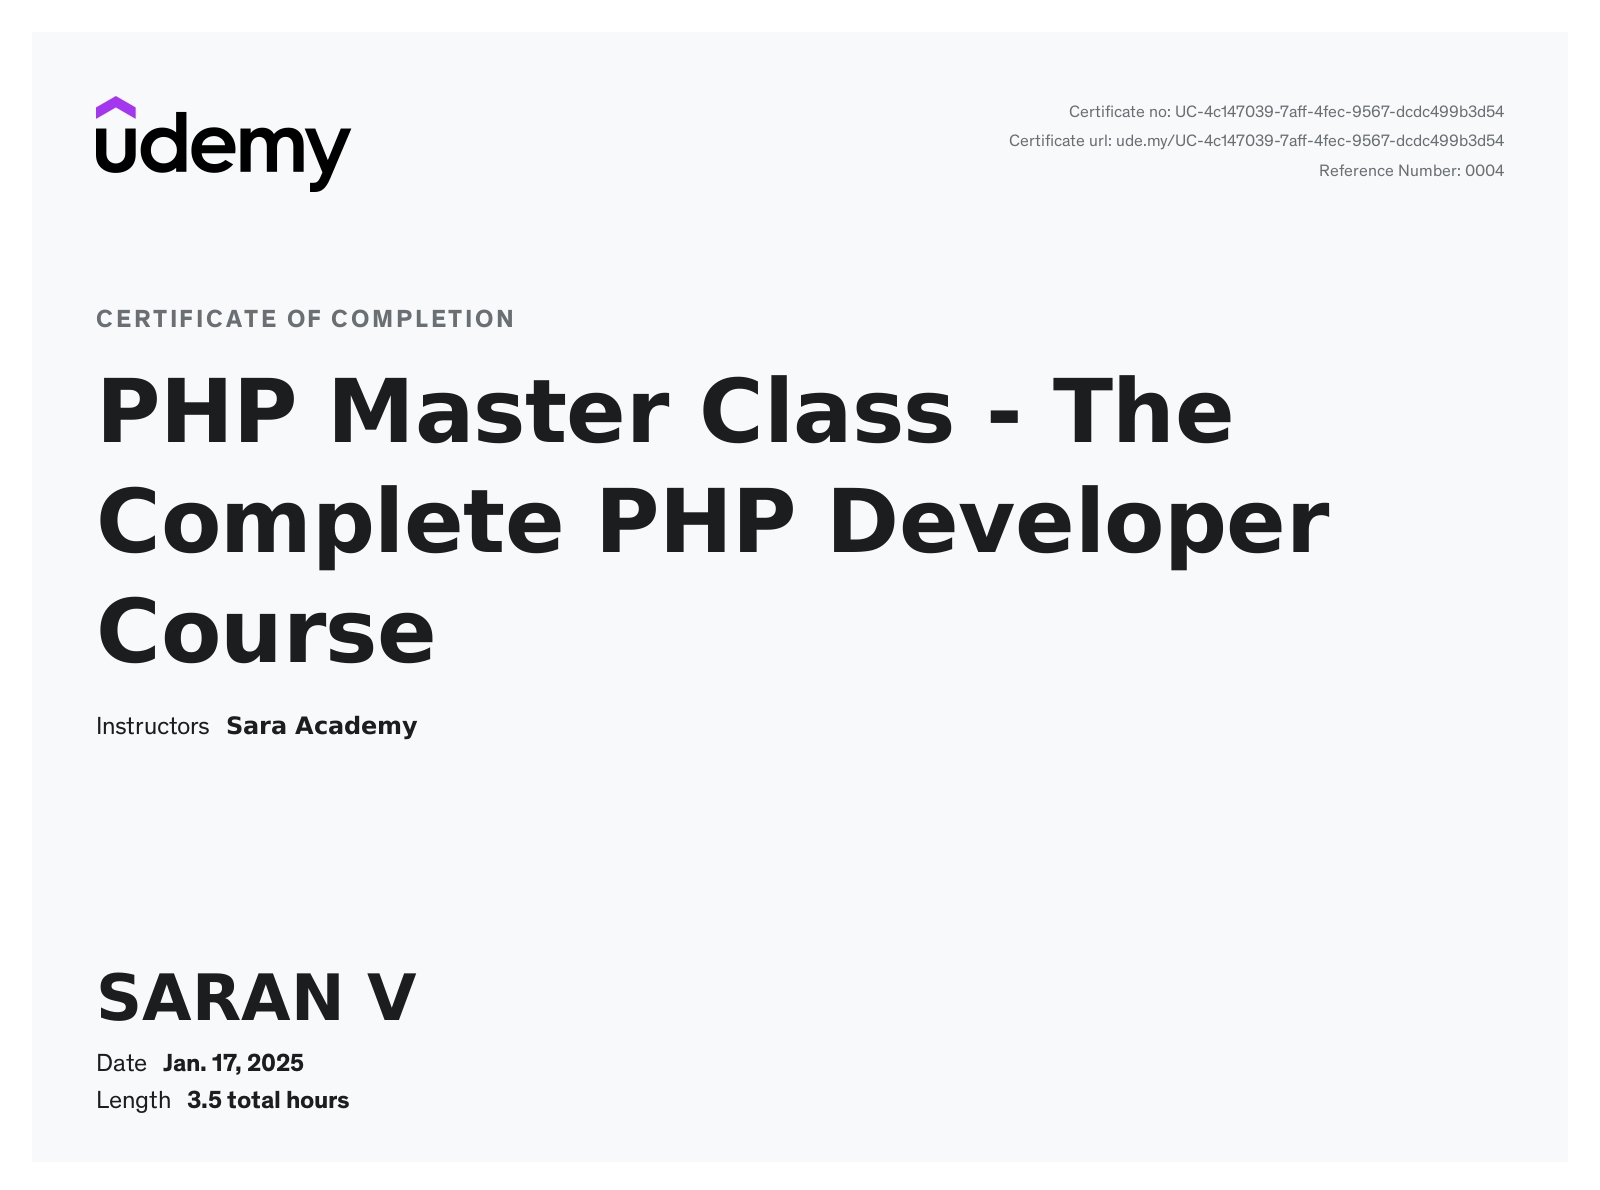 udemy
Certificate no: UC-4c147039-7aff-4fec-9567-dcdc499b3d54
Certificate url: ude.my/UC-4c147039-7aff-4fec-9567-dcdc499b3d54
Reference Number: 0004
CERTIFICATE OF COMPLETION
PHP Master Class - The
Complete PHP Developer
Course
Instructors Sara Academy
SARAN V
Date Jan. 17, 2025
Length 3.5 total hours